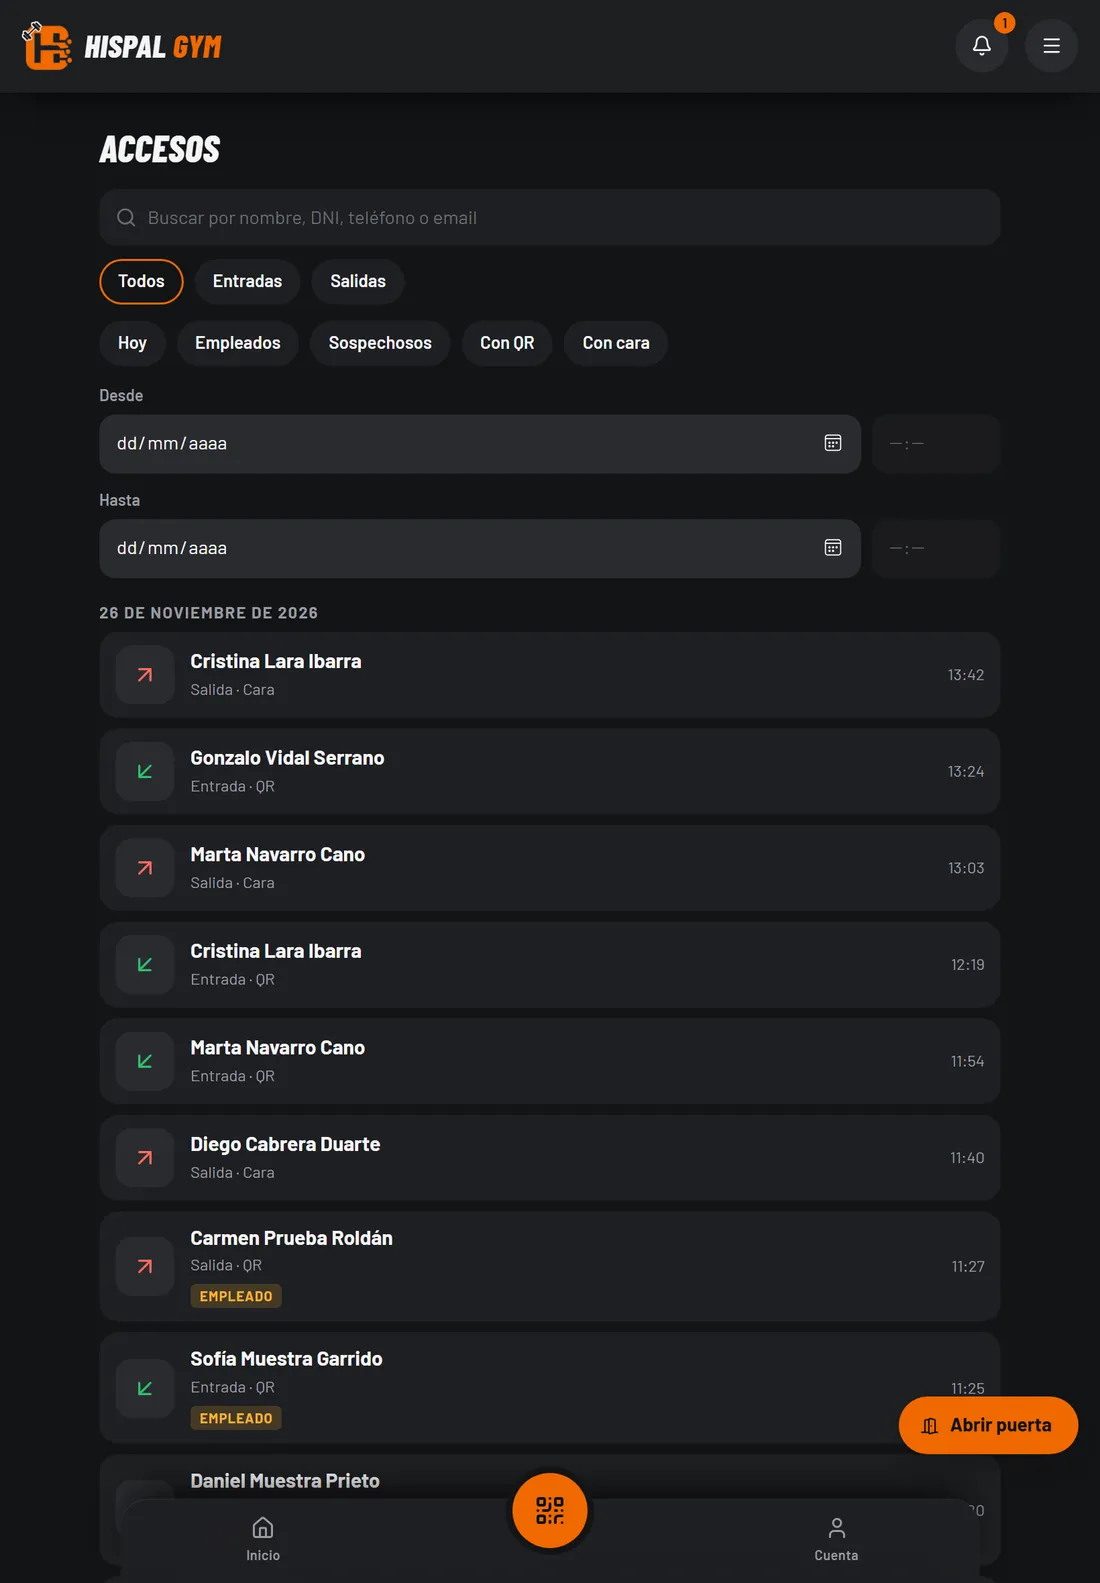 HISPAL GYM
1
ACCESOS
Buscar por nombre, DNI, teléfono o email
Todos
Entradas
Salidas
Hoy
Empleados
Sospechosos
Con QR
Con cara
Desde
dd/mm/aaaa
--:--
Hasta
dd/mm/aaaa
--:--
26 DE NOVIEMBRE DE 2026
Cristina Lara Ibarra
Salida · Cara
13:42
Gonzalo Vidal Serrano
Entrada · QR
13:24
Marta Navarro Cano
Salida · Cara
13:03
Cristina Lara Ibarra
Entrada · QR
12:19
Marta Navarro Cano
Entrada · QR
11:54
Diego Cabrera Duarte
Salida · Cara
11:40
Carmen Prueba Roldán
Salida · QR
EMPLEADO
11:27
Sofía Muestra Garrido
Entrada · QR
EMPLEADO
11:25
Abrir puerta
Daniel Muestra Prieto
Inicio
Cuenta